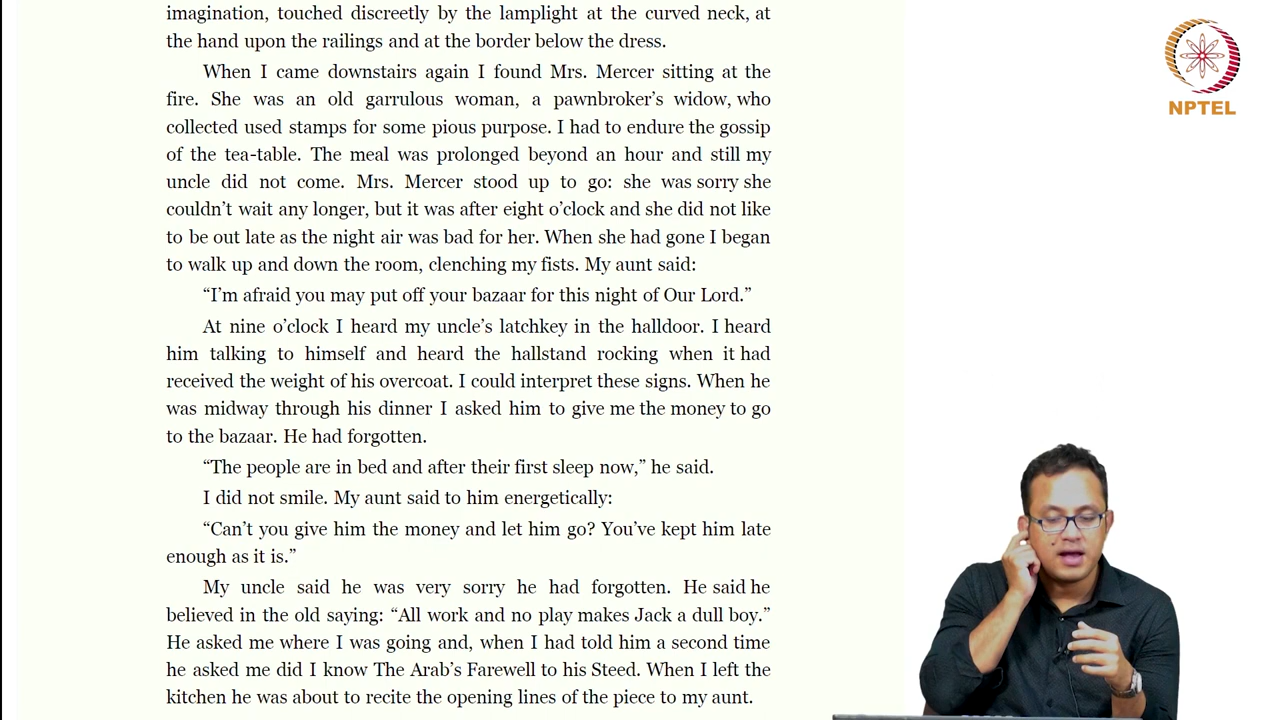 imagination, touched discreetly by the lamplight at the curved neck, at
the hand upon the railings and at the border below the dress.
When I came downstairs again I found Mrs. Mercer sitting at the
fire. She was an old garrulous woman, a pawnbroker’s widow, who
collected used stamps for some pious purpose. I had to endure the gossip
of the tea-table. The meal was prolonged beyond an hour and still my
uncle did not come. Mrs. Mercer stood up to go: she was sorry she
couldn’t wait any longer, but it was after eight o’clock and she did not like
to be out late as the night air was bad for her. When she had gone I began
to walk up and down the room, clenching my fists. My aunt said:
“I’m afraid you may put off your bazaar for this night of Our Lord.”
At nine o’clock I heard my uncle’s latchkey in the halldoor. I heard
him talking to himself and heard the hallstand rocking when it had
received the weight of his overcoat. I could interpret these signs. When he
was midway through his dinner I asked him to give me the money to go
to the bazaar. He had forgotten.
“The people are in bed and after their first sleep now,” he said.
I did not smile. My aunt said to him energetically:
“Can’t you give him the money and let him go? You’ve kept him late
enough as it is.”
My uncle said he was very sorry he had forgotten. He said he
believed in the old saying: “All work and no play makes Jack a dull boy.”
He asked me where I was going and, when I had told him a second time
he asked me did I know The Arab’s Farewell to his Steed. When I left the
kitchen he was about to recite the opening lines of the piece to my aunt.
NPTEL